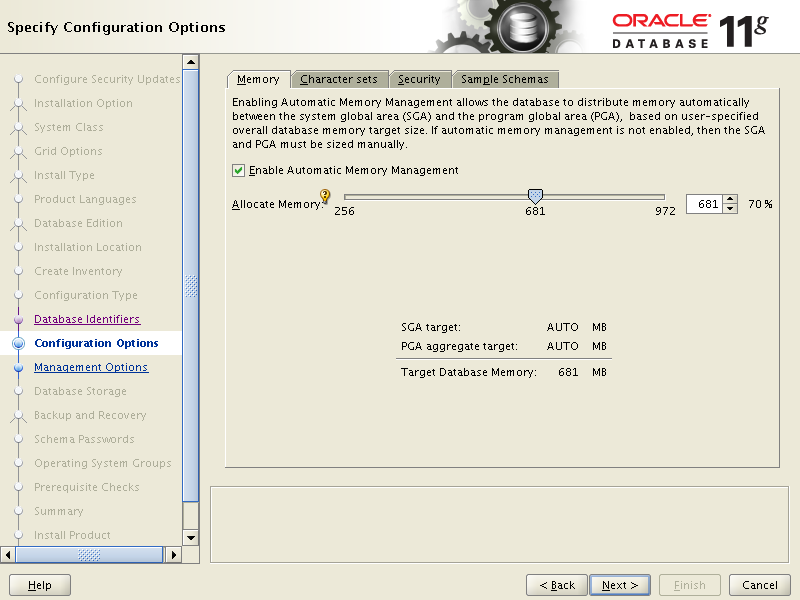 Specify Configuration Options
ORACLE
DATABASE
11g
Configure Security Updates
Installation Option
System Class
Grid Options
Install Type
Product Languages
Database Edition
Installation Location
Create Inventory
Configuration Type
Database Identifiers
Configuration Options
Management Options
Database Storage
Backup and Recovery
Schema Passwords
Operating System Groups
Prerequisite Checks
Summary
Install Product
Memory
Character sets
Security
Sample Schemas
Enabling Automatic Memory Management allows the database to distribute memory automatically
between the system global area (SGA) and the program global area (PGA), based on user-specified
overall database memory target size. If automatic memory management is not enabled, then the SGA
and PGA must be sized manually.
Enable Automatic Memory Management
Allocate Memory:
256
681
972
681
70 %
SGA target: AUTO MB
PGA aggregate target: AUTO MB
Target Database Memory: 681 MB
Help
< Back
Next >
Finish
Cancel